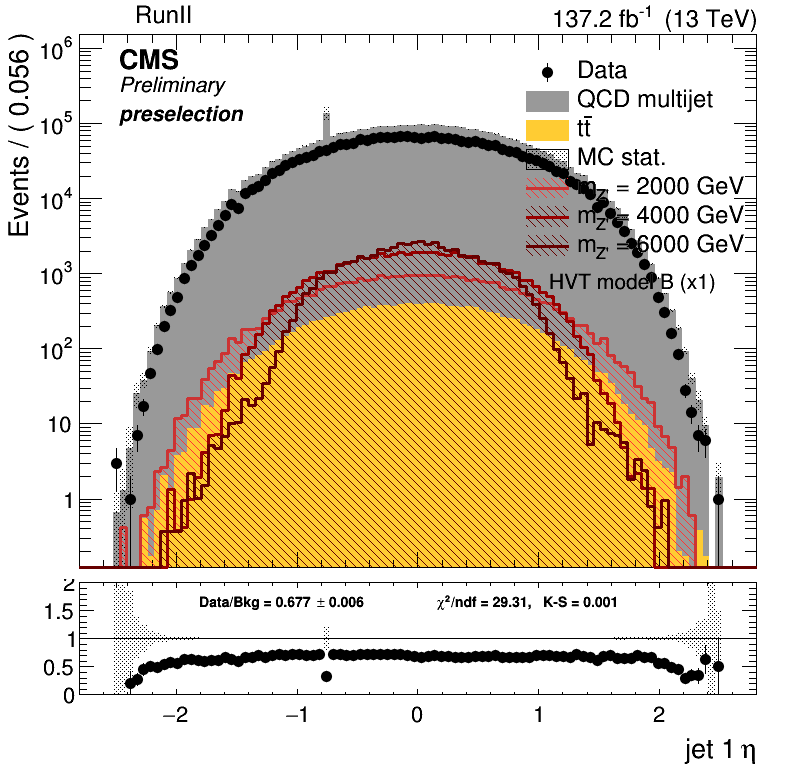 RunII
137.2 fb⁻¹ (13 TeV)
Events / ( 0.056 )
CMS
Preliminary
preselection
Data
QCD multijet
tt̄
MC stat.
m_Z' = 2000 GeV
m_Z' = 4000 GeV
m_Z' = 6000 GeV
HVT model B (x1)
10⁶
10⁵
10⁴
10³
10²
10
1
Data/Bkg = 0.677 ± 0.006
χ²/ndf = 29.31, K-S = 0.001
2
1.5
1
0.5
0
−2 −1 0 1 2
jet 1 η